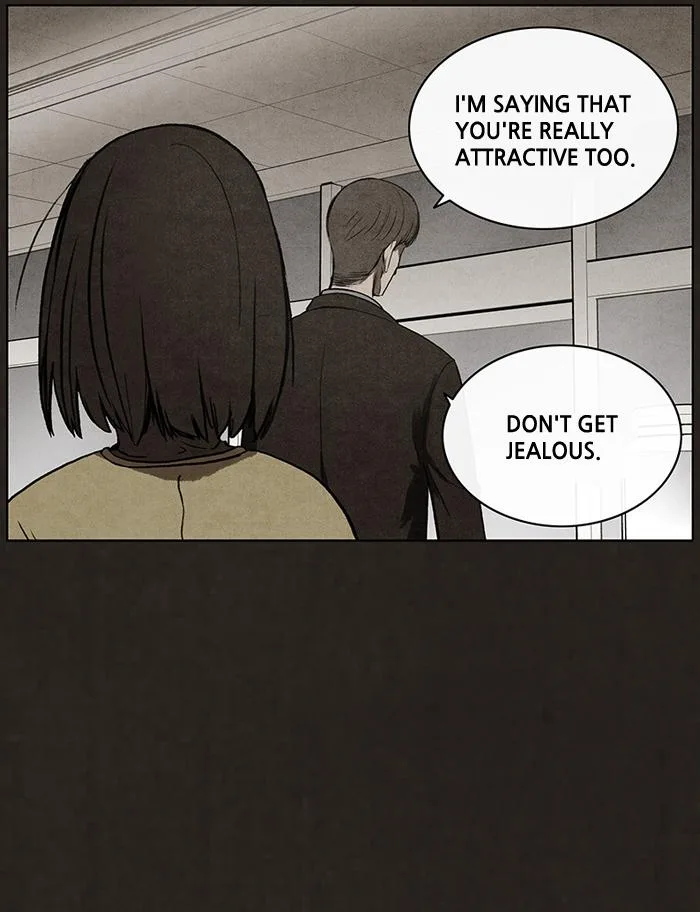 I'M SAYING THAT
YOU'RE REALLY
ATTRACTIVE TOO.
DON'T GET
JEALOUS.